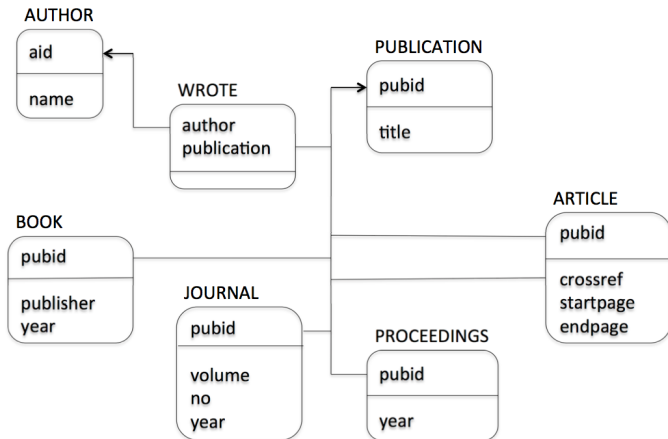 AUTHOR
aid
name
WROTE
author
publication
PUBLICATION
pubid
title
BOOK
pubid
publisher
year
JOURNAL
pubid
volume
no
year
PROCEEDINGS
pubid
year
ARTICLE
pubid
crossref
startpage
endpage